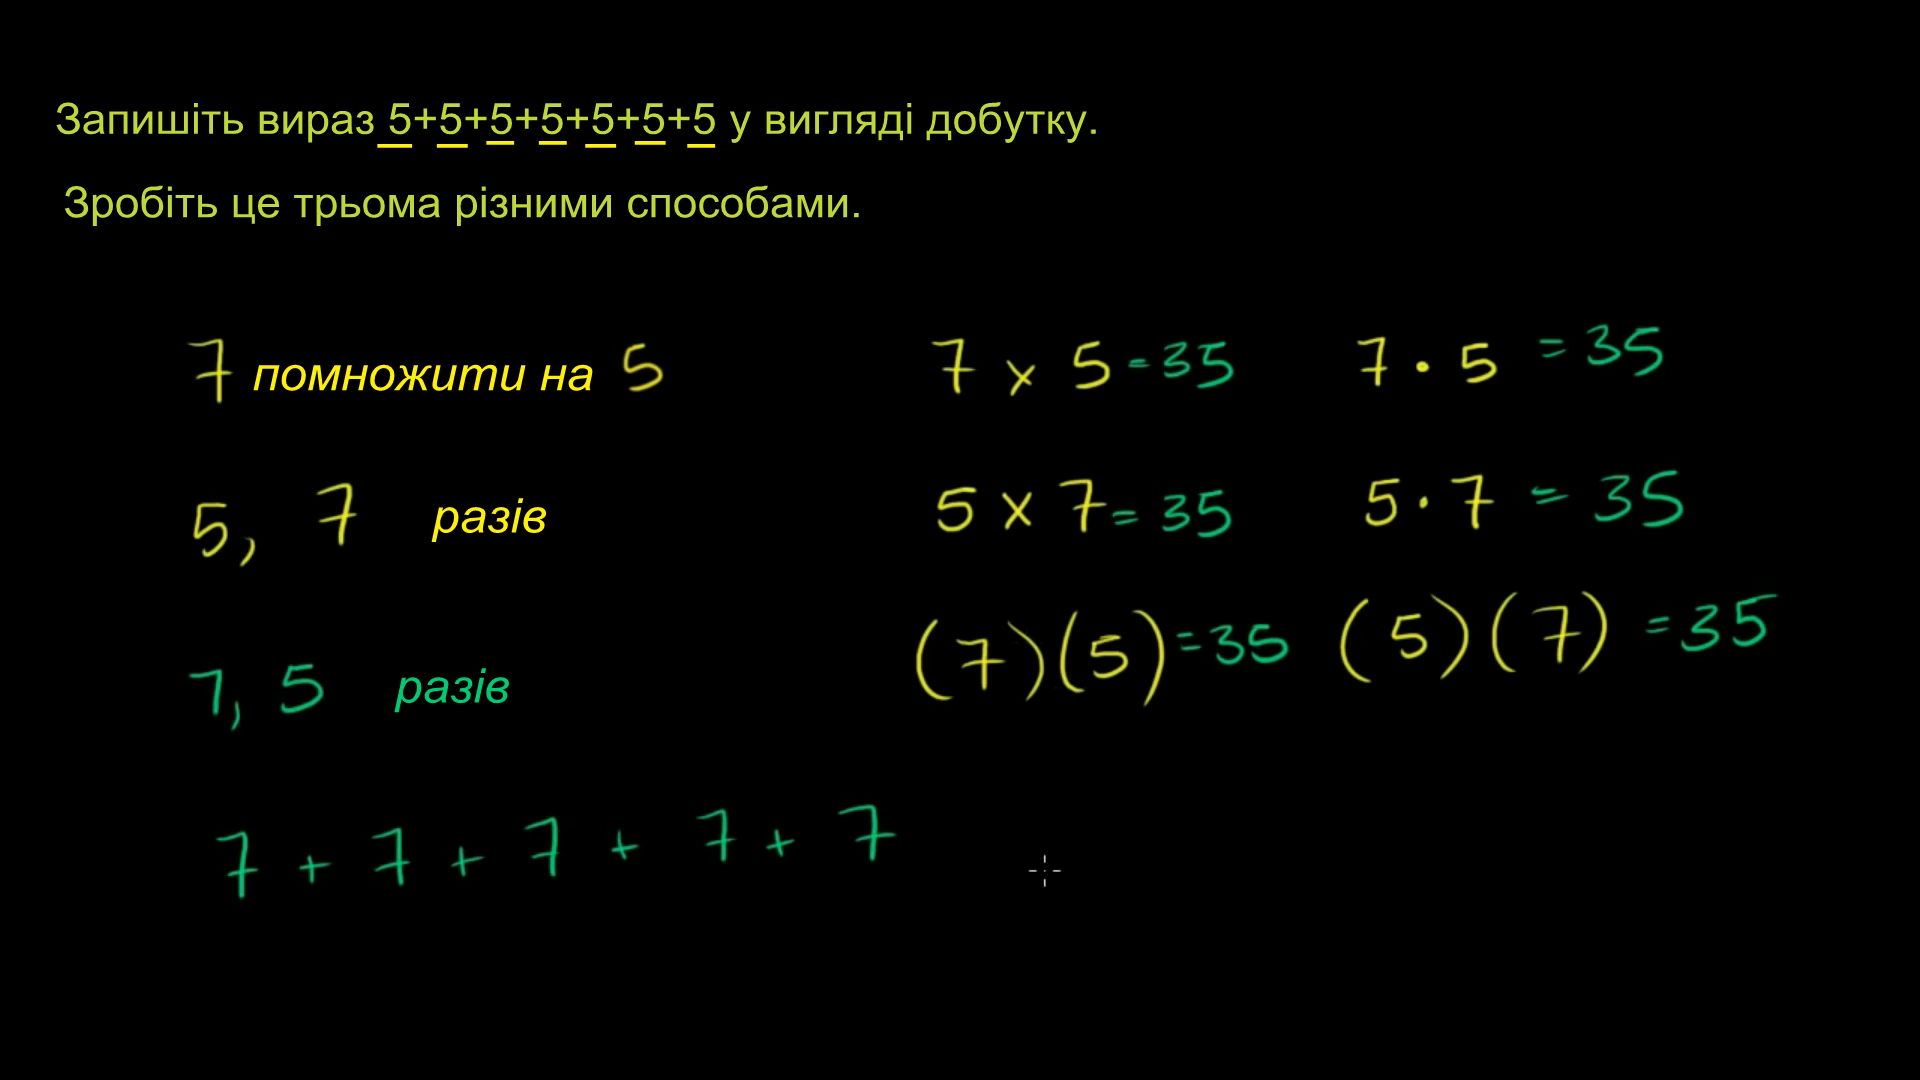 Запишіть вираз 5+5+5+5+5+5+5 у вигляді добутку.
Зробіть це трьома різними способами.
7 помножити на 5
7 x 5 = 35
7 · 5 = 35
5, 7 разів
5 x 7 = 35
5 · 7 = 35
7, 5 разів
(7)(5) = 35
(5)(7) = 35
7 + 7 + 7 + 7 + 7